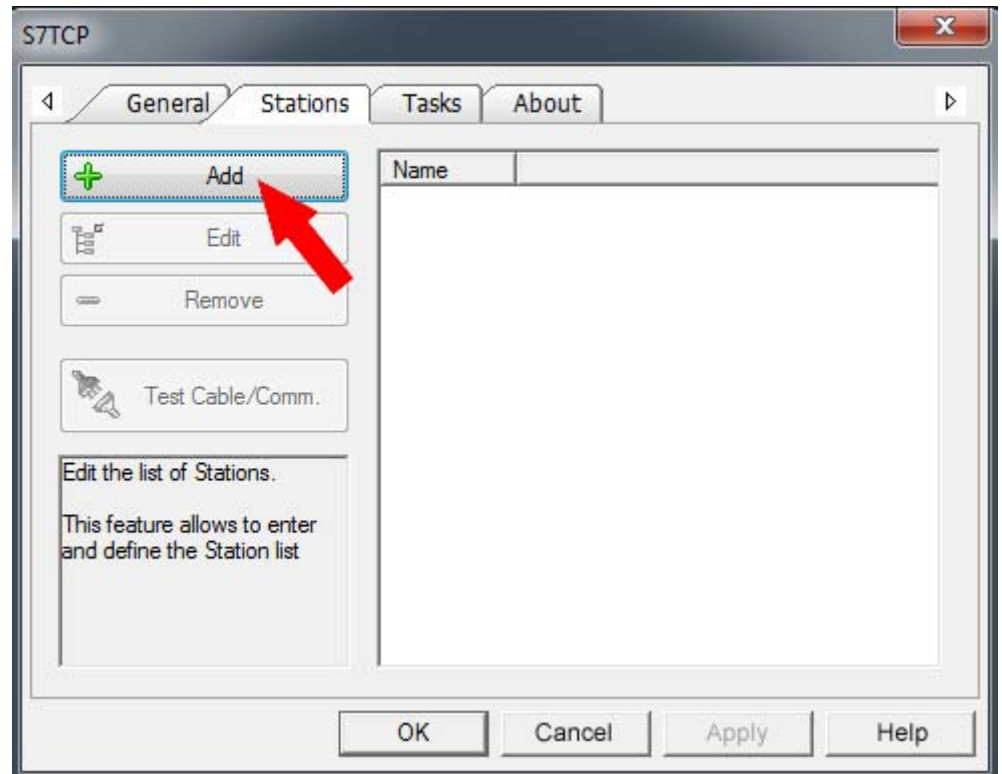 S7TCP
General Stations Tasks About
Add
Edit
Remove
Test Cable/Comm.
Edit the list of Stations.
This feature allows to enter
and define the Station list
Name
OK Cancel Apply Help